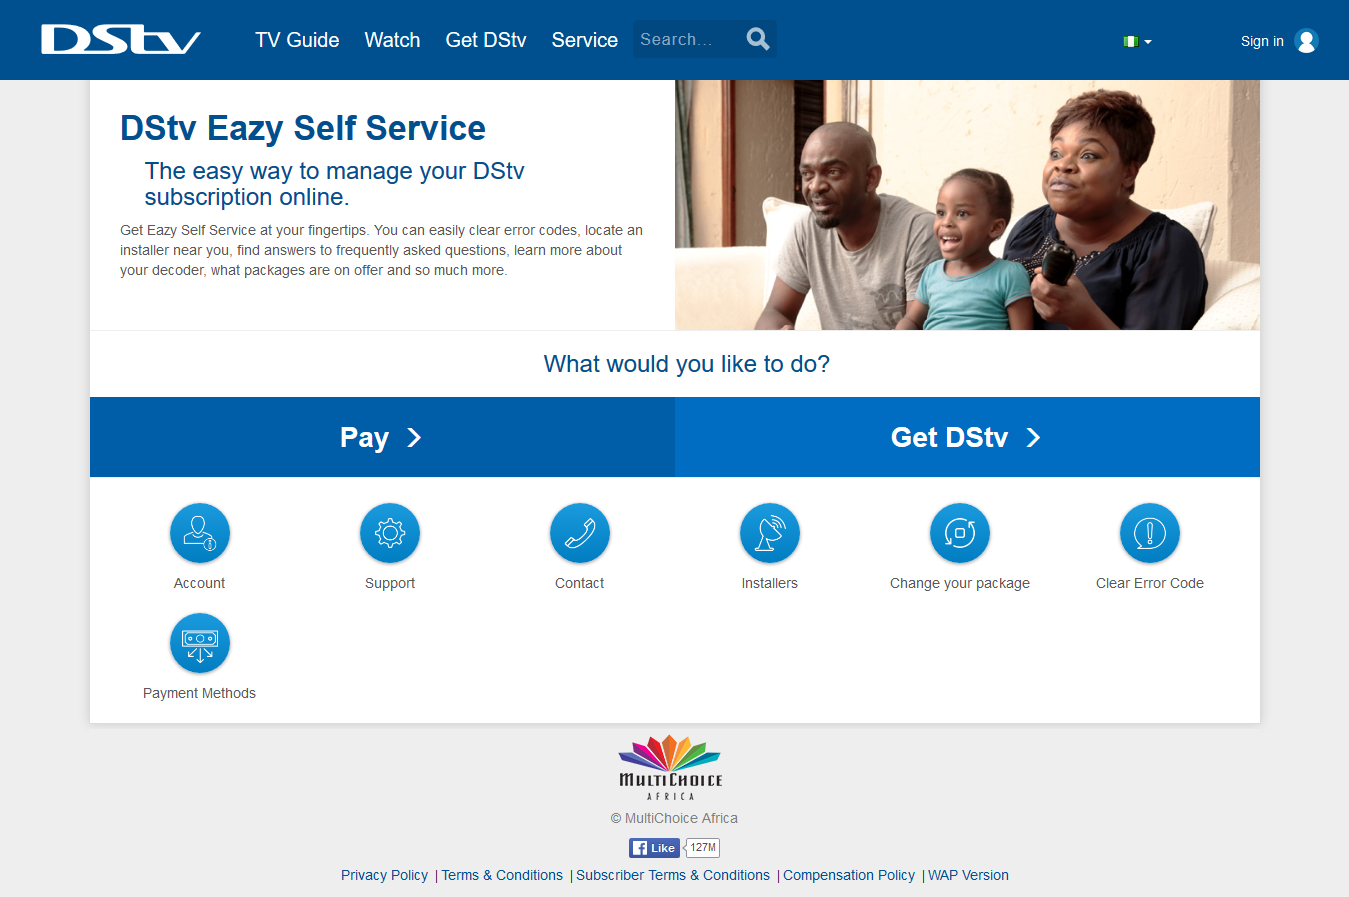 DStv
TV Guide
Watch
Get DStv
Service
Search...
Sign in
DStv Eazy Self Service
The easy way to manage your DStv
subscription online.
Get Eazy Self Service at your fingertips. You can easily clear error codes, locate an
installer near you, find answers to frequently asked questions, learn more about
your decoder, what packages are on offer and so much more.
What would you like to do?
Pay
Get DStv
Account
Support
Contact
Installers
Change your package
Clear Error Code
Payment Methods
MULTICHOICE
AFRICA
© MultiChoice Africa
Like
127M
Privacy Policy | Terms & Conditions | Subscriber Terms & Conditions | Compensation Policy | WAP Version